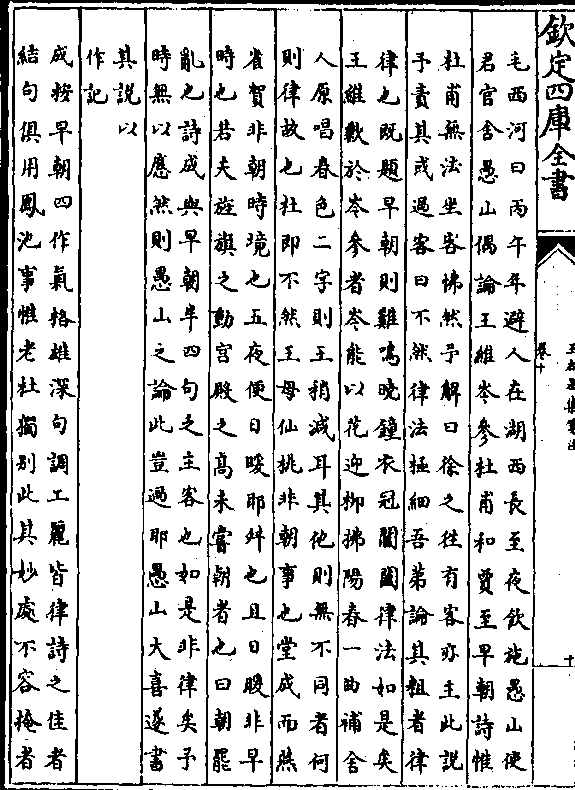 欽定四庫全書
王右丞集箋注
卷十
十
毛西河曰丙午年避人在湖西長至夜飲施愚山使
君官舍愚山偶論王維岑參杜甫和賈至早朝詩惟
杜甫無法坐客怫然予解曰徐之往有客亦主此說
予責其或過客曰不然律法極細吾弟論其粗者律
律也既題早朝則雞鳴曉鐘衣冠閶闔律法如是矣
王維歉於岑參者岑能以花迎柳拂陽春一曲補舍
人原唱春色二字則王稍減耳其他則無不同者何
則律故也杜即不然王母仙桃非朝事也堂成而燕
雀賀非朝時境也五夜便日暖耶舛也且日暖非早
時也若夫旌旗之動宮殿之高未嘗朝者也曰朝罷
亂也詩成與早朝半四句之主客也如是非律矣予
時無以應然則愚山之論此豈過耶愚山大喜遂書
其說以
作記
成按早朝四作氣格雄深句調工麗皆律詩之佳者
結句俱用鳳池事惟老杜獨別此其妙處不容掩者